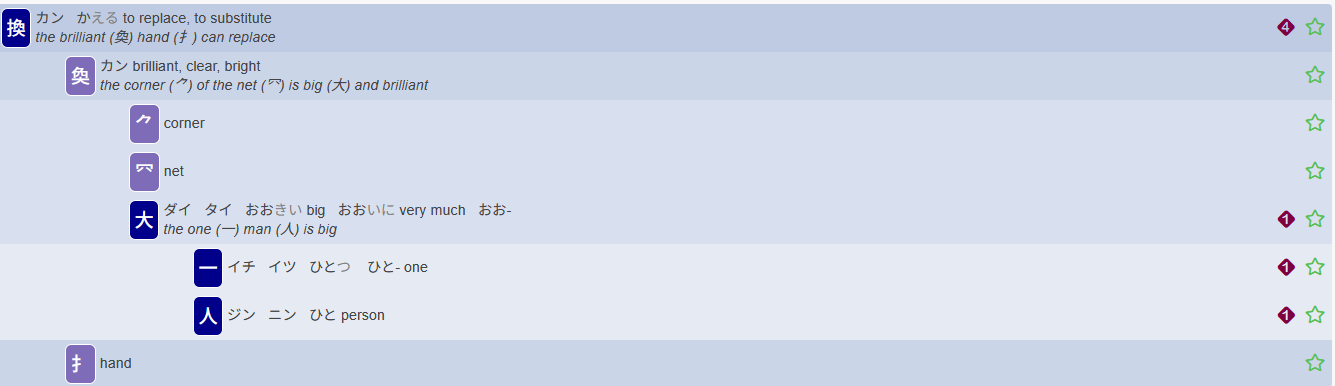 換 カン かえる to replace, to substitute 4
the brilliant (奐) hand (扌) can replace
奐 カン brilliant, clear, bright
the corner (⺈) of the net (罓) is big (大) and brilliant
⺈ corner
罓 net
大 ダイ タイ おおきい big おおいに very much おお- 1
the one (一) man (人) is big
一 イチ イツ ひとつ ひと- one 1
人 ジン ニン ひと person 1
扌 hand